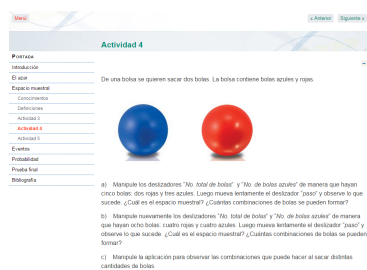 Menú
« Anterior
Siguiente »
Actividad 4
PORTADA
Introducción
El azar
Espacio muestral
Conocimientos
Definiciones
Actividad 3
Actividad 4
Actividad 5
Eventos
Probabilidad
Prueba final
Bibliografía
De una bolsa se quieren sacar dos bolas. La bolsa contiene bolas azules y rojas.
a) Manipule los deslizadores "No. total de bolas" y "No. de bolas azules" de manera que hayan
cinco bolas: dos rojas y tres azules. Luego mueva lentamente el deslizador "paso" y observe lo que
sucede. ¿Cuál es el espacio muestral? ¿Cuántas combinaciones de bolas se pueden formar?
b) Manipule nuevamente los deslizadores "No. total de bolas" y "No. de bolas azules" de manera
que hayan ocho bolas: cuatro rojas y cuatro azules. Luego mueva lentamente el deslizador "paso" y
observe lo que sucede. ¿Cuál es el espacio muestral? ¿Cuántas combinaciones de bolas se pueden
formar?
c) Manipule la aplicación para observar las combinaciones que puede hacer al sacar distintas
cantidades de bolas.